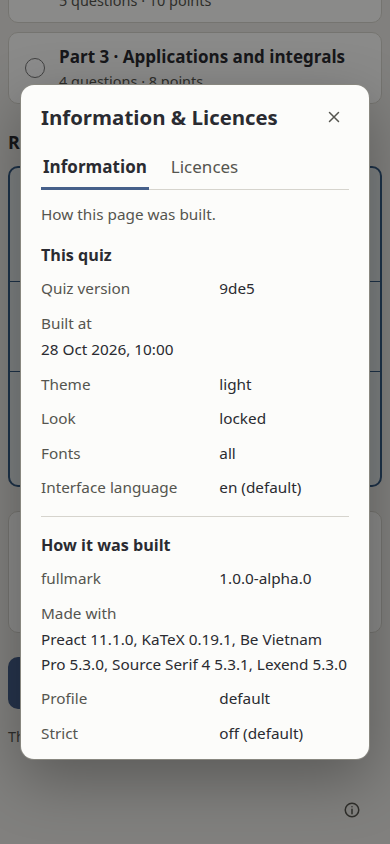 5 questions · 10 points
Part 3 · Applications and integrals
4 questions · 8 points
R
Information & Licences
Information Licences
How this page was built.
This quiz
Quiz version 9de5
Built at
28 Oct 2026, 10:00
Theme light
Look locked
Fonts all
Interface language en (default)
How it was built
fullmark 1.0.0-alpha.0
Made with
Preact 11.1.0, KaTeX 0.19.1, Be Vietnam
Pro 5.3.0, Source Serif 4 5.3.1, Lexend 5.3.0
Profile default
Strict off (default)